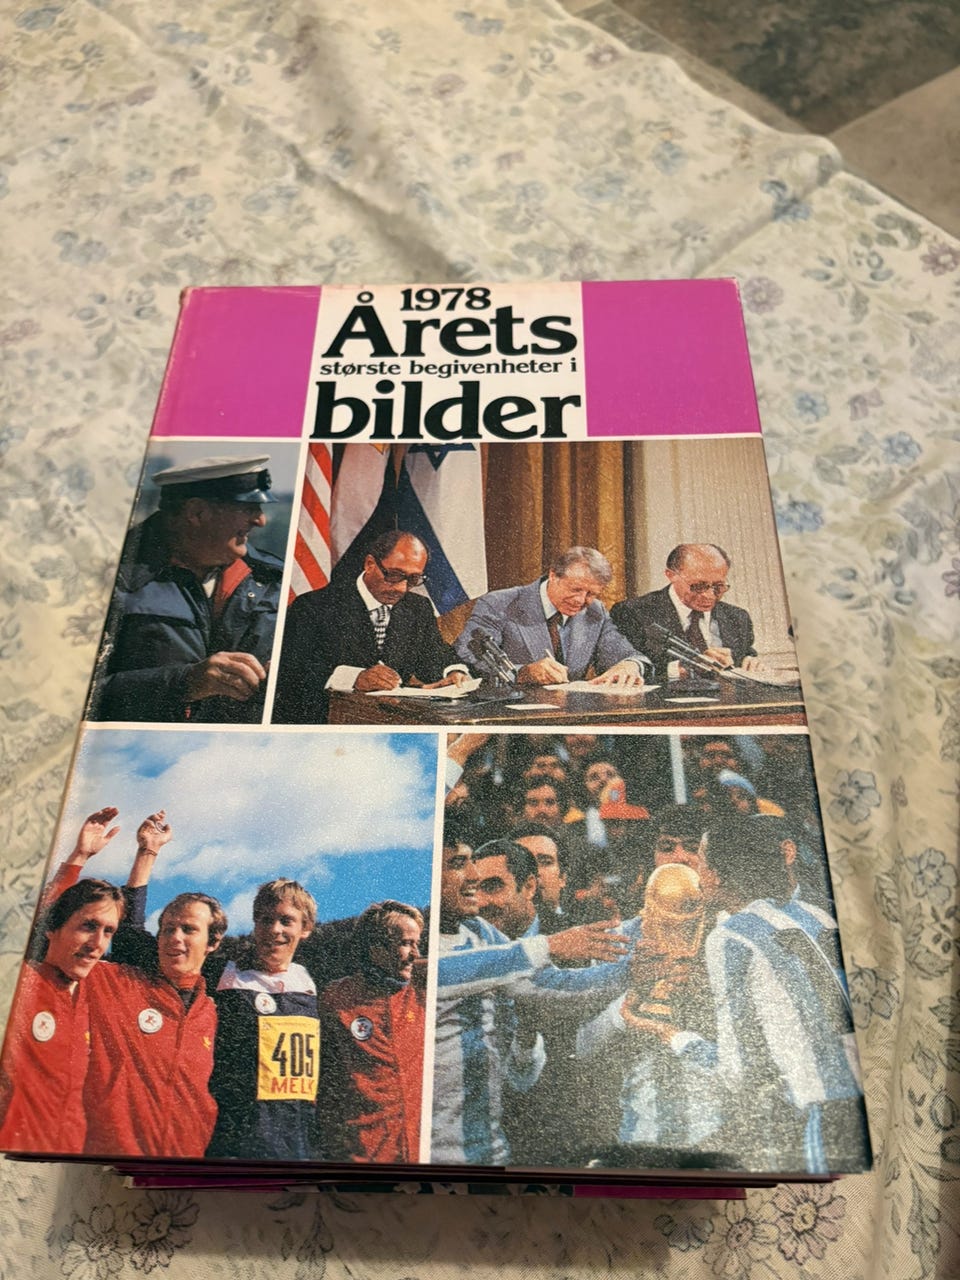 1978
Årets
største begivenheter i
bilder
405
MELK